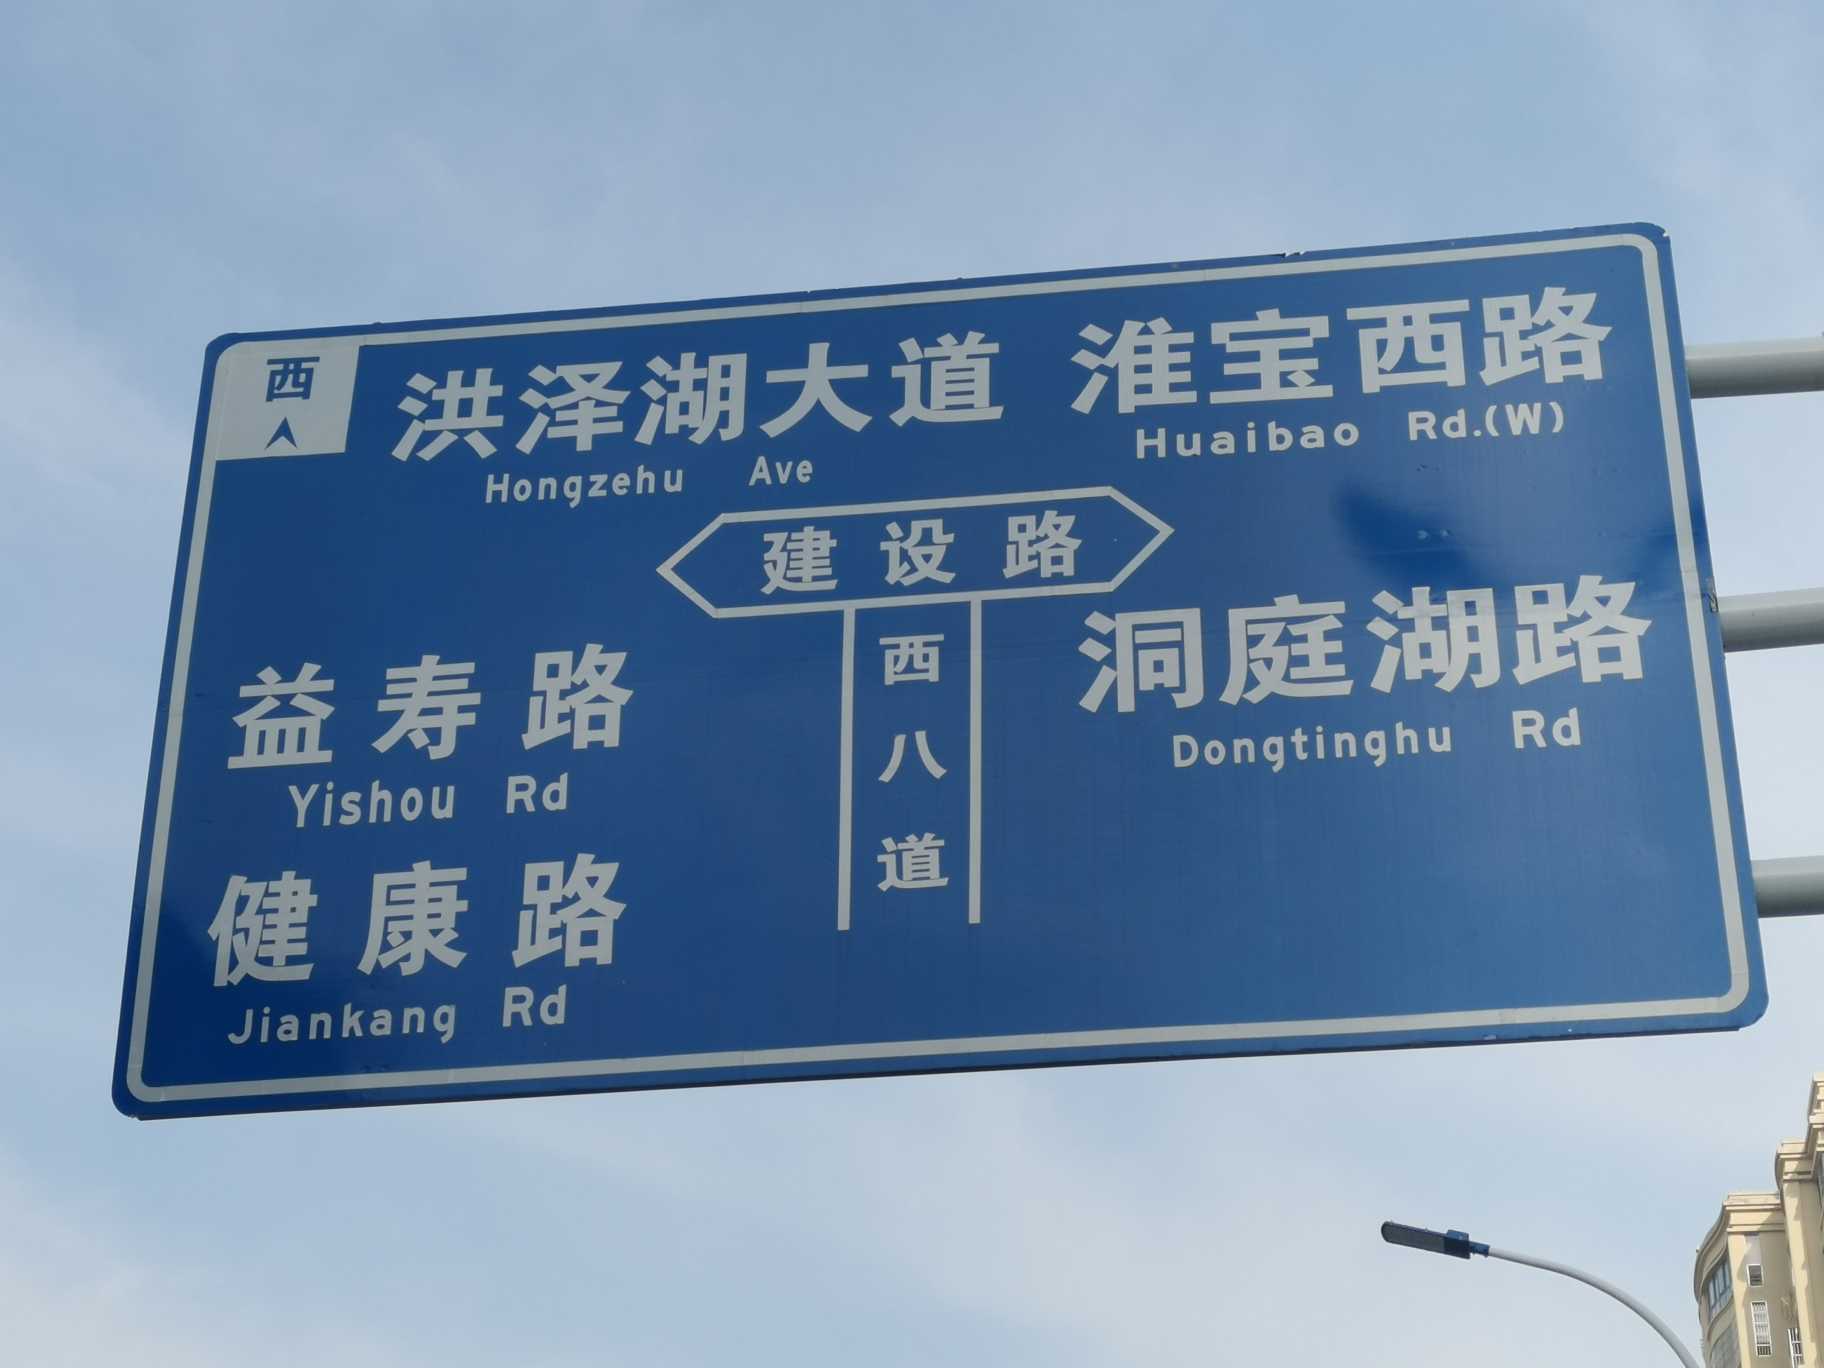 西
洪泽湖大道 淮宝西路
Hongzehu Ave Huaibao Rd.(W)
建设路
西八道
益寿路
Yishou Rd
健康路
Jiankang Rd
洞庭湖路
Dongtinghu Rd